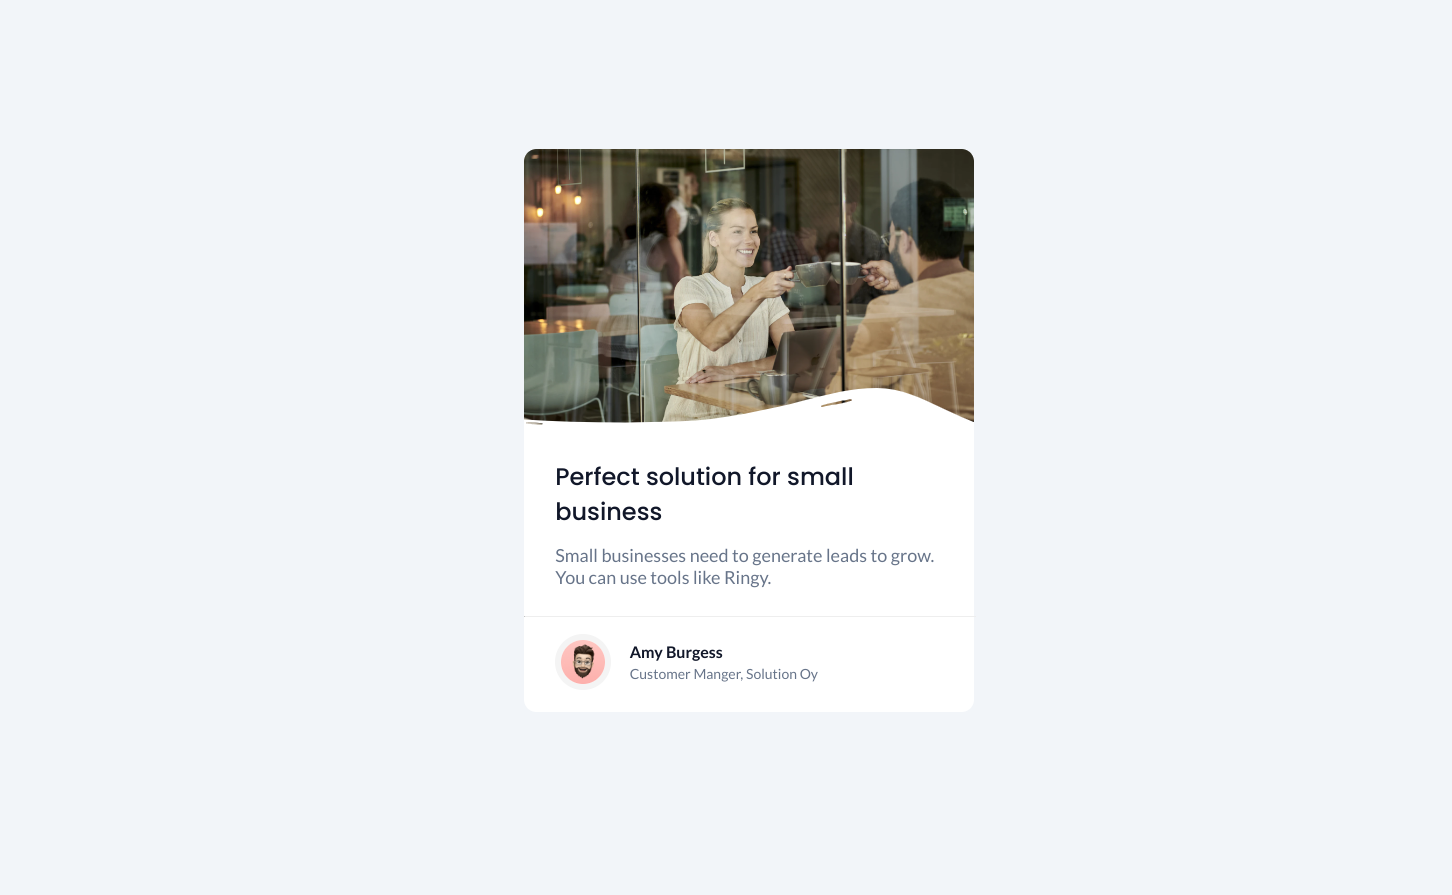 Perfect solution for small
business
Small businesses need to generate leads to grow.
You can use tools like Ringy.
Amy Burgess
Customer Manger, Solution Oy